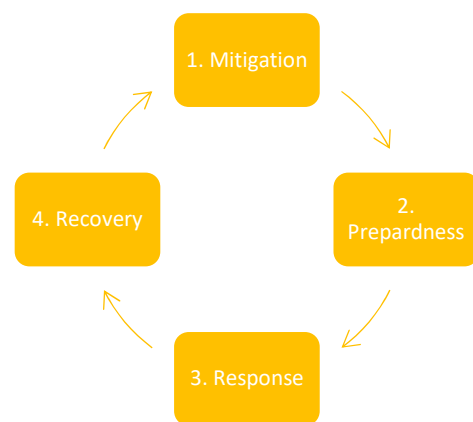 1. Mitigation
2.
Prepardness
3. Response
4. Recovery